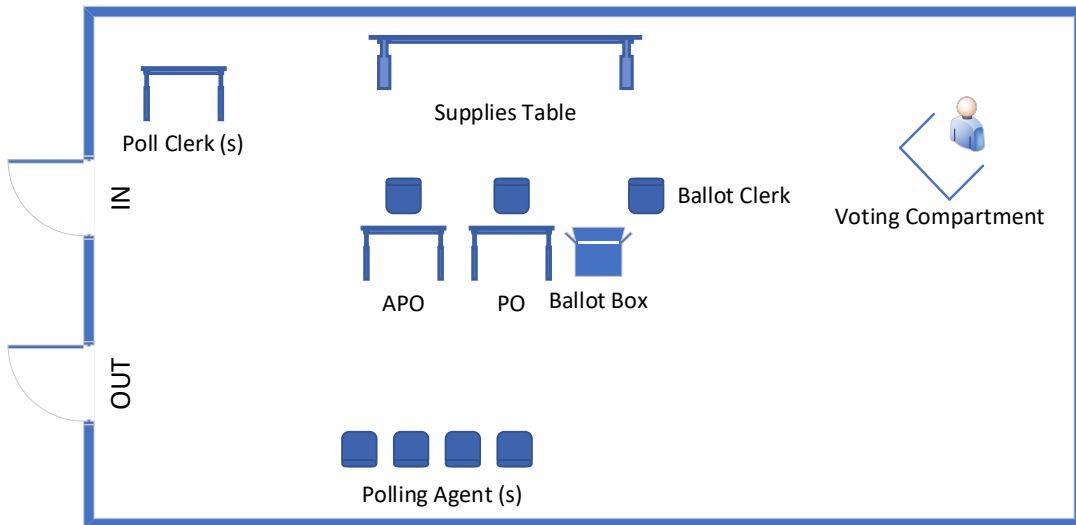 Supplies Table
Poll Clerk (s)
IN
Ballot Clerk
Voting Compartment
APO
PO
Ballot Box
OUT
Polling Agent (s)